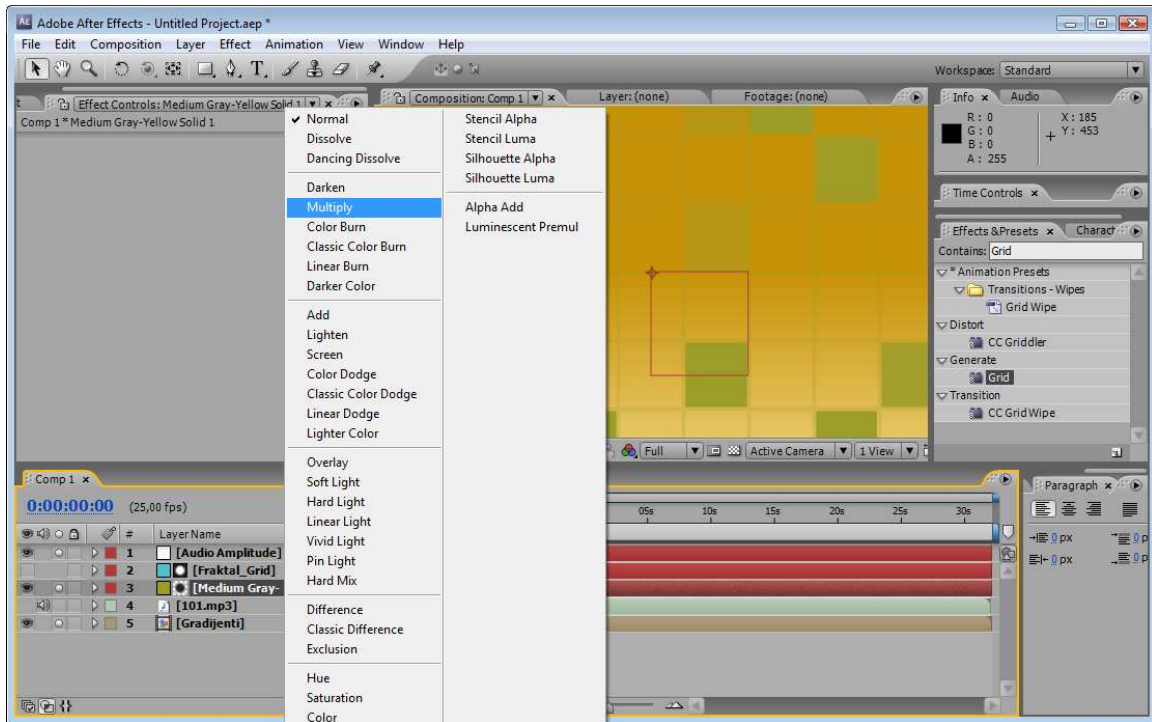 Adobe After Effects - Untitled Project.aep *
File Edit Composition Layer Effect Animation View Window Help
Workspace: Standard
t Effect Controls: Medium Gray-Yellow Solid 1
Comp 1 * Medium Gray-Yellow Solid 1
Composition: Comp 1
Layer: (none)
Footage: (none)
Info
Audio
R : 0
G : 0
B : 0
A : 255
X : 185
Y : 453
Time Controls
Effects & Presets
Charact
Contains: Grid
* Animation Presets
Transitions - Wipes
Grid Wipe
Distort
CC Griddler
Generate
Grid
Transition
CC Grid Wipe
Normal
Dissolve
Dancing Dissolve
Darken
Multiply
Color Burn
Classic Color Burn
Linear Burn
Darker Color
Add
Lighten
Screen
Color Dodge
Classic Color Dodge
Linear Dodge
Lighter Color
Overlay
Soft Light
Hard Light
Linear Light
Vivid Light
Pin Light
Hard Mix
Difference
Classic Difference
Exclusion
Hue
Saturation
Color
Stencil Alpha
Stencil Luma
Silhouette Alpha
Silhouette Luma
Alpha Add
Luminescent Premul
Full
Active Camera
1 View
Comp 1
0:00:00:00 (25,00 fps)
# Layer Name
1 [Audio Amplitude]
2 [Fraktal_Grid]
3 [Medium Gray-
4 [101.mp3]
5 [Gradijenti]
05s 10s 15s 20s 25s 30s
Paragraph
0 px
0 p
0 px
0 p